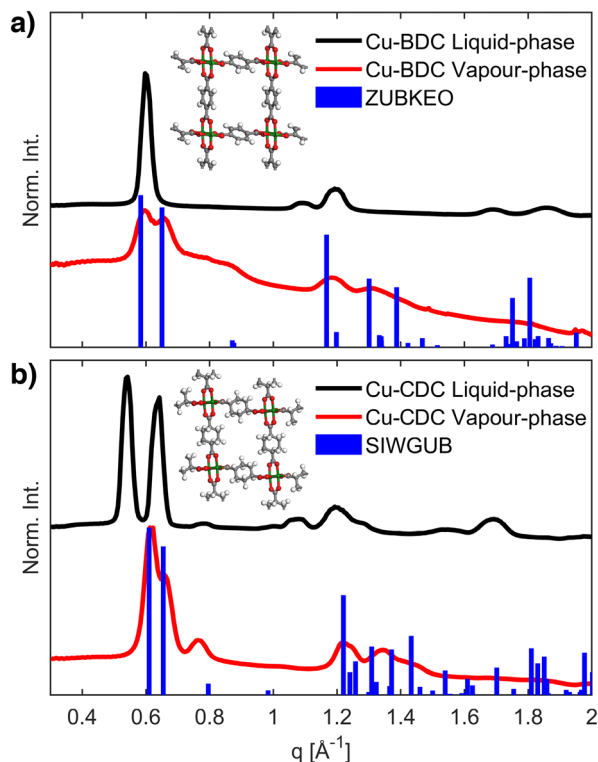 a)
Cu-BDC Liquid-phase
Cu-BDC Vapour-phase
ZUBKEO
Norm. Int.
b)
Cu-CDC Liquid-phase
Cu-CDC Vapour-phase
SIWGUB
Norm. Int.
0.4 0.6 0.8 1 1.2 1.4 1.6 1.8 2
q [Å⁻¹]